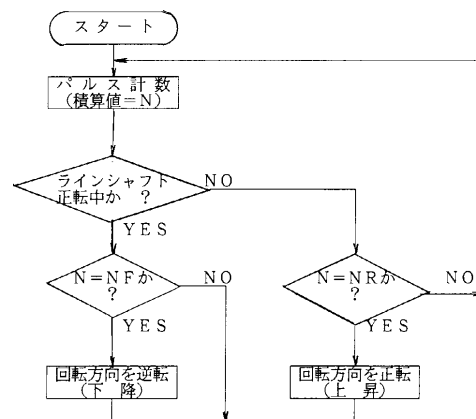 スタート
パルス計数
(積算値=N)
ラインシャフト
正転中か ?
NO
YES
N=NFか
?
NO
YES
N=NRか
?
NO
YES
回転方向を逆転
(下降)
回転方向を正転
(上昇)